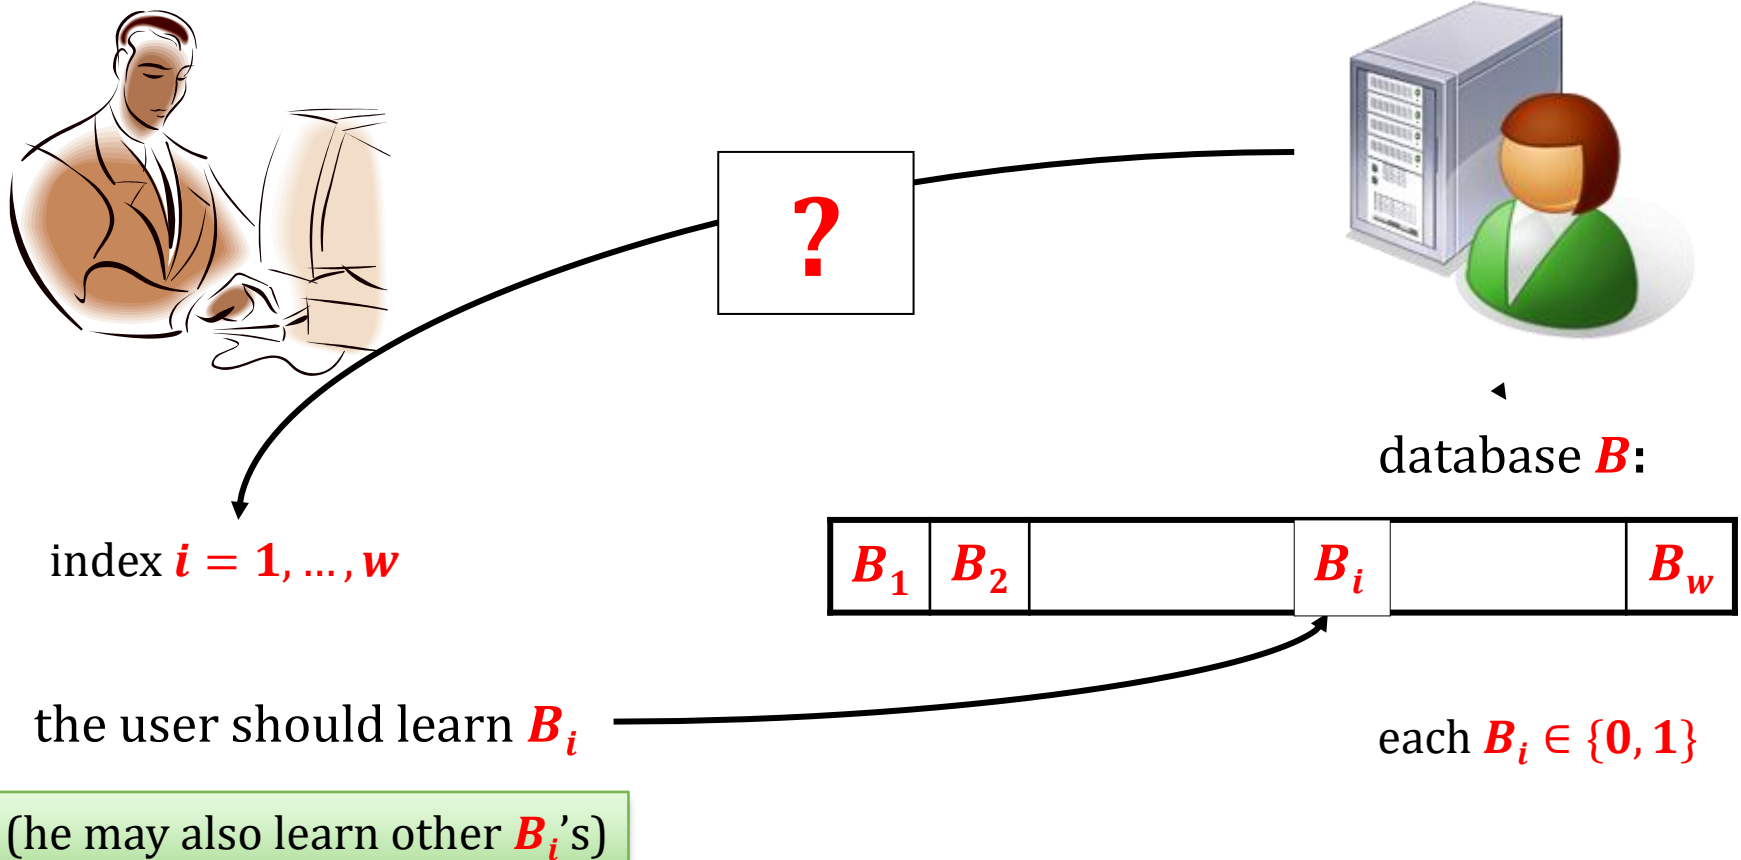 ?
database B:
index i = 1, … , w
B₁ B₂ Bᵢ B_w
the user should learn Bᵢ
each Bᵢ ∈ {0, 1}
(he may also learn other Bᵢ’s)